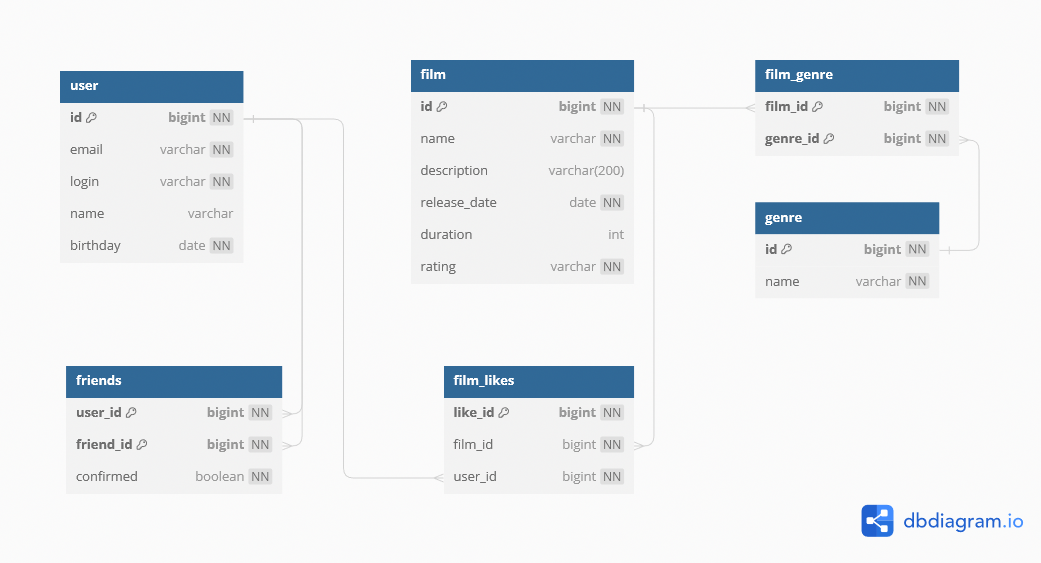 user
id bigint NN
email varchar NN
login varchar NN
name varchar
birthday date NN
film
id bigint NN
name varchar NN
description varchar(200)
release_date date NN
duration int
rating varchar NN
film_genre
film_id bigint NN
genre_id bigint NN
genre
id bigint NN
name varchar NN
friends
user_id bigint NN
friend_id bigint NN
confirmed boolean NN
film_likes
like_id bigint NN
film_id bigint NN
user_id bigint NN
dbdiagram.io